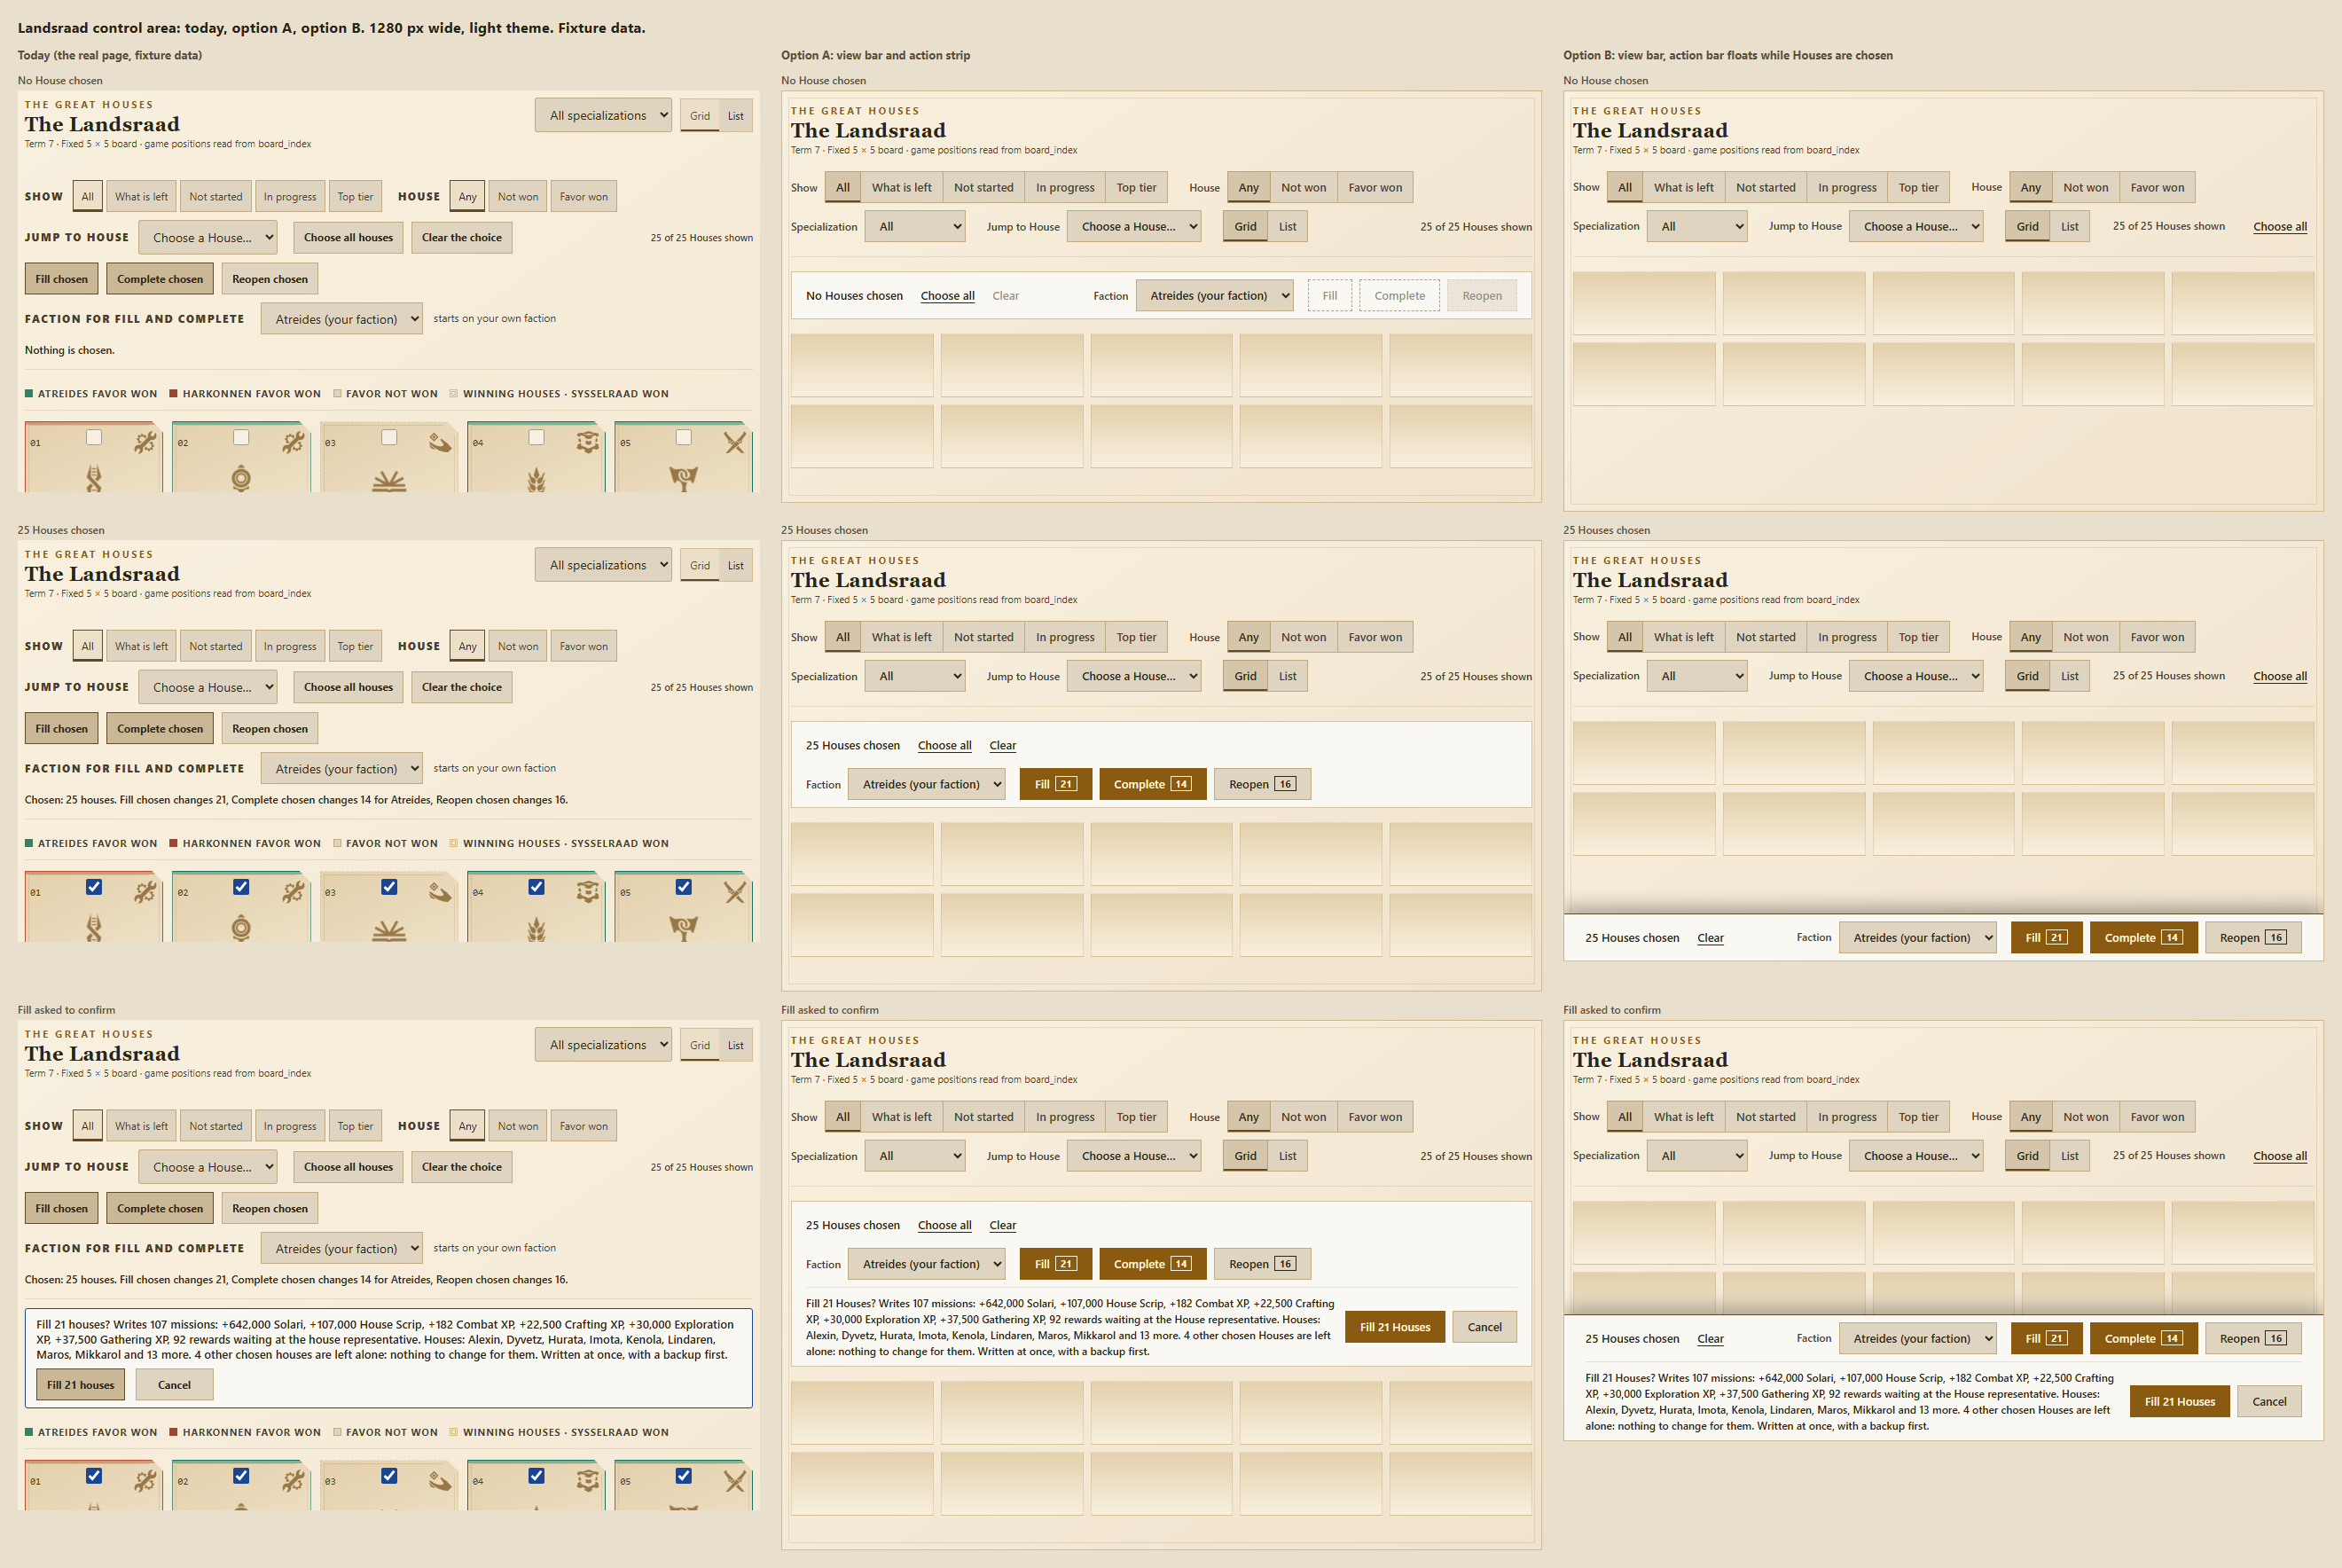 Landsraad control area: today, option A, option B. 1280 px wide, light theme. Fixture data.
Today (the real page, fixture data)
No House chosen
THE GREAT HOUSES
The Landsraad
Term 7 · Fixed 5 × 5 board · game positions read from board_index
All specializations
Grid List
SHOW All What is left Not started In progress Top tier HOUSE Any Not won Favor won
JUMP TO HOUSE Choose a House... Choose all houses Clear the choice 25 of 25 Houses shown
Fill chosen Complete chosen Reopen chosen
FACTION FOR FILL AND COMPLETE Atreides (your faction) starts on your own faction
Nothing is chosen.
ATREIDES FAVOR WON HARKONNEN FAVOR WON FAVOR NOT WON WINNING HOUSES · SYSSELRAAD WON
01 02 03 04 05
Option A: view bar and action strip
No House chosen
THE GREAT HOUSES
The Landsraad
Term 7 · Fixed 5 × 5 board · game positions read from board_index
Show All What is left Not started In progress Top tier House Any Not won Favor won
Specialization All Jump to House Choose a House... Grid List 25 of 25 Houses shown
No Houses chosen Choose all Clear Faction Atreides (your faction) Fill Complete Reopen
Option B: view bar, action bar floats while Houses are chosen
No House chosen
THE GREAT HOUSES
The Landsraad
Term 7 · Fixed 5 × 5 board · game positions read from board_index
Show All What is left Not started In progress Top tier House Any Not won Favor won
Specialization All Jump to House Choose a House... Grid List 25 of 25 Houses shown Choose all
25 Houses chosen
THE GREAT HOUSES
The Landsraad
Term 7 · Fixed 5 × 5 board · game positions read from board_index
All specializations
Grid List
SHOW All What is left Not started In progress Top tier HOUSE Any Not won Favor won
JUMP TO HOUSE Choose a House... Choose all houses Clear the choice 25 of 25 Houses shown
Fill chosen Complete chosen Reopen chosen
FACTION FOR FILL AND COMPLETE Atreides (your faction) starts on your own faction
Chosen: 25 houses. Fill chosen changes 21, Complete chosen changes 14 for Atreides, Reopen chosen changes 16.
ATREIDES FAVOR WON HARKONNEN FAVOR WON FAVOR NOT WON WINNING HOUSES · SYSSELRAAD WON
01 02 03 04 05
25 Houses chosen
THE GREAT HOUSES
The Landsraad
Term 7 · Fixed 5 × 5 board · game positions read from board_index
Show All What is left Not started In progress Top tier House Any Not won Favor won
Specialization All Jump to House Choose a House... Grid List 25 of 25 Houses shown
25 Houses chosen Choose all Clear
Faction Atreides (your faction) Fill 21 Complete 14 Reopen 16
25 Houses chosen
THE GREAT HOUSES
The Landsraad
Term 7 · Fixed 5 × 5 board · game positions read from board_index
Show All What is left Not started In progress Top tier House Any Not won Favor won
Specialization All Jump to House Choose a House... Grid List 25 of 25 Houses shown Choose all
25 Houses chosen Clear Faction Atreides (your faction) Fill 21 Complete 14 Reopen 16
Fill asked to confirm
THE GREAT HOUSES
The Landsraad
Term 7 · Fixed 5 × 5 board · game positions read from board_index
All specializations
Grid List
SHOW All What is left Not started In progress Top tier HOUSE Any Not won Favor won
JUMP TO HOUSE Choose a House... Choose all houses Clear the choice 25 of 25 Houses shown
Fill chosen Complete chosen Reopen chosen
FACTION FOR FILL AND COMPLETE Atreides (your faction) starts on your own faction
Chosen: 25 houses. Fill chosen changes 21, Complete chosen changes 14 for Atreides, Reopen chosen changes 16.
Fill 21 houses? Writes 107 missions: +642,000 Solari, +107,000 House Scrip, +182 Combat XP, +22,500 Crafting XP, +30,000 Exploration
XP, +37,500 Gathering XP, 92 rewards waiting at the house representative. Houses: Alexin, Dyvetz, Hurata, Imota, Kenola, Lindaren,
Maros, Mikkarol and 13 more. 4 other chosen houses are left alone: nothing to change for them. Written at once, with a backup first.
Fill 21 houses Cancel
ATREIDES FAVOR WON HARKONNEN FAVOR WON FAVOR NOT WON WINNING HOUSES · SYSSELRAAD WON
01 02 03 04 05
Fill asked to confirm
THE GREAT HOUSES
The Landsraad
Term 7 · Fixed 5 × 5 board · game positions read from board_index
Show All What is left Not started In progress Top tier House Any Not won Favor won
Specialization All Jump to House Choose a House... Grid List 25 of 25 Houses shown
25 Houses chosen Choose all Clear
Faction Atreides (your faction) Fill 21 Complete 14 Reopen 16
Fill 21 Houses? Writes 107 missions: +642,000 Solari, +107,000 House Scrip, +182 Combat XP, +22,500 Crafting
XP, +30,000 Exploration XP, +37,500 Gathering XP, 92 rewards waiting at the House representative. Houses:
Alexin, Dyvetz, Hurata, Imota, Kenola, Lindaren, Maros, Mikkarol and 13 more. 4 other chosen Houses are left
alone: nothing to change for them. Written at once, with a backup first.
Fill 21 Houses Cancel
Fill asked to confirm
THE GREAT HOUSES
The Landsraad
Term 7 · Fixed 5 × 5 board · game positions read from board_index
Show All What is left Not started In progress Top tier House Any Not won Favor won
Specialization All Jump to House Choose a House... Grid List 25 of 25 Houses shown Choose all
25 Houses chosen Clear Faction Atreides (your faction) Fill 21 Complete 14 Reopen 16
Fill 21 Houses? Writes 107 missions: +642,000 Solari, +107,000 House Scrip, +182 Combat XP, +22,500 Crafting
XP, +30,000 Exploration XP, +37,500 Gathering XP, 92 rewards waiting at the House representative. Houses:
Alexin, Dyvetz, Hurata, Imota, Kenola, Lindaren, Maros, Mikkarol and 13 more. 4 other chosen Houses are left
alone: nothing to change for them. Written at once, with a backup first.
Fill 21 Houses Cancel